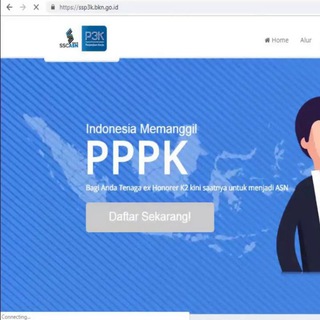 https://ssp3k.bkn.go.id
SSCASN
P3K
Home
Alur
Indonesia Memanggil
PPPK
Bagi Anda Tenaga ex Honorer K2 kini saatnya untuk menjadi ASN
Daftar Sekarang!
Connecting...